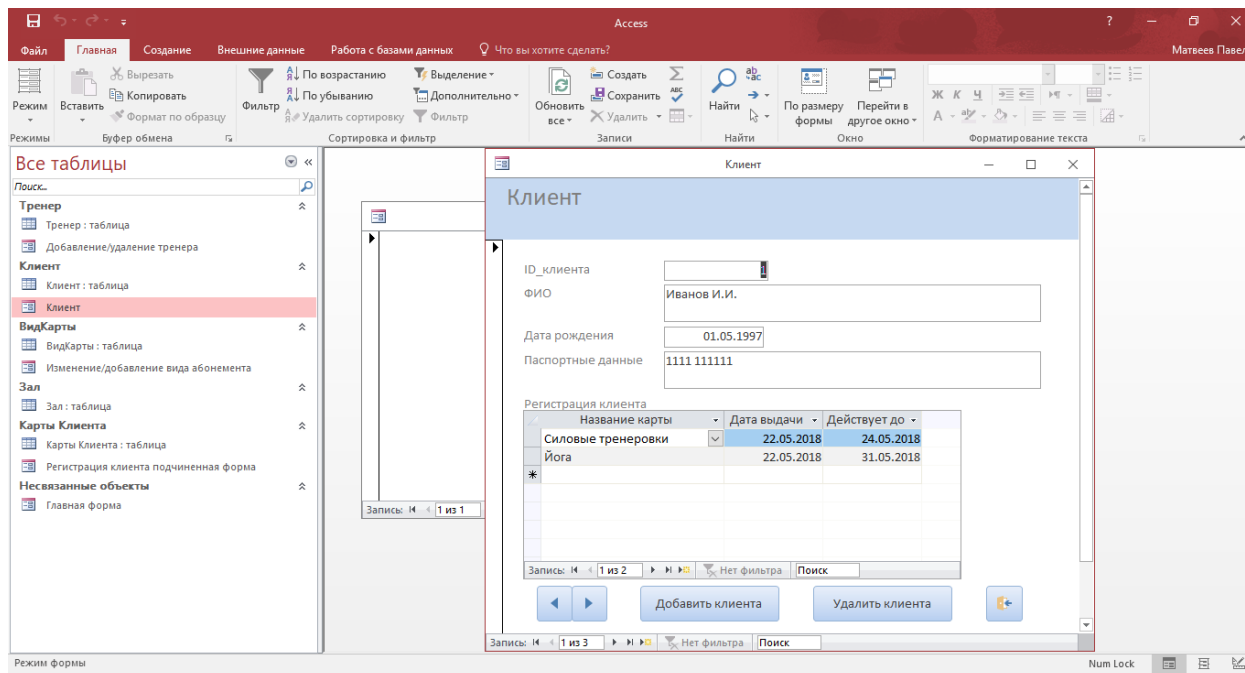 Access
?
Файл Главная Создание Внешние данные Работа с базами данных Что вы хотите сделать? Матвеев Павел
Режим
Вставить
Вырезать
Копировать
Формат по образцу
Фильтр
По возрастанию
По убыванию
Удалить сортировку
Выделение
Дополнительно
Фильтр
Обновить все
Создать
Сохранить
Удалить
Найти
По размеру формы
Перейти в другое окно
Ж К Ч
А
Режимы Буфер обмена Сортировка и фильтр Записи Найти Окно Форматирование текста
Все таблицы
Поиск...
Тренер
Тренер : таблица
Добавление/удаление тренера
Клиент
Клиент : таблица
Клиент
ВидКарты
ВидКарты : таблица
Изменение/добавление вида абонемента
Зал
Зал : таблица
Карты Клиента
Карты Клиента : таблица
Регистрация клиента подчиненная форма
Несвязанные объекты
Главная форма
Запись: 1 из 1
Клиент
Клиент
ID_клиента 1
ФИО Иванов И.И.
Дата рождения 01.05.1997
Паспортные данные 1111 111111
Регистрация клиента
Название карты Дата выдачи Действует до
Силовые тренеровки 22.05.2018 24.05.2018
Йога 22.05.2018 31.05.2018
Запись: 1 из 2 Нет фильтра Поиск
Добавить клиента Удалить клиента
Запись: 1 из 3 Нет фильтра Поиск
Режим формы Num Lock